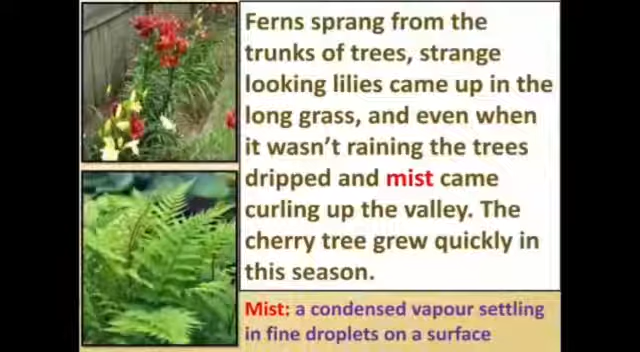 Ferns sprang from the
trunks of trees, strange
looking lilies came up in the
long grass, and even when
it wasn't raining the trees
dripped and mist came
curling up the valley. The
cherry tree grew quickly in
this season.
Mist: a condensed vapour settling
in fine droplets on a surface